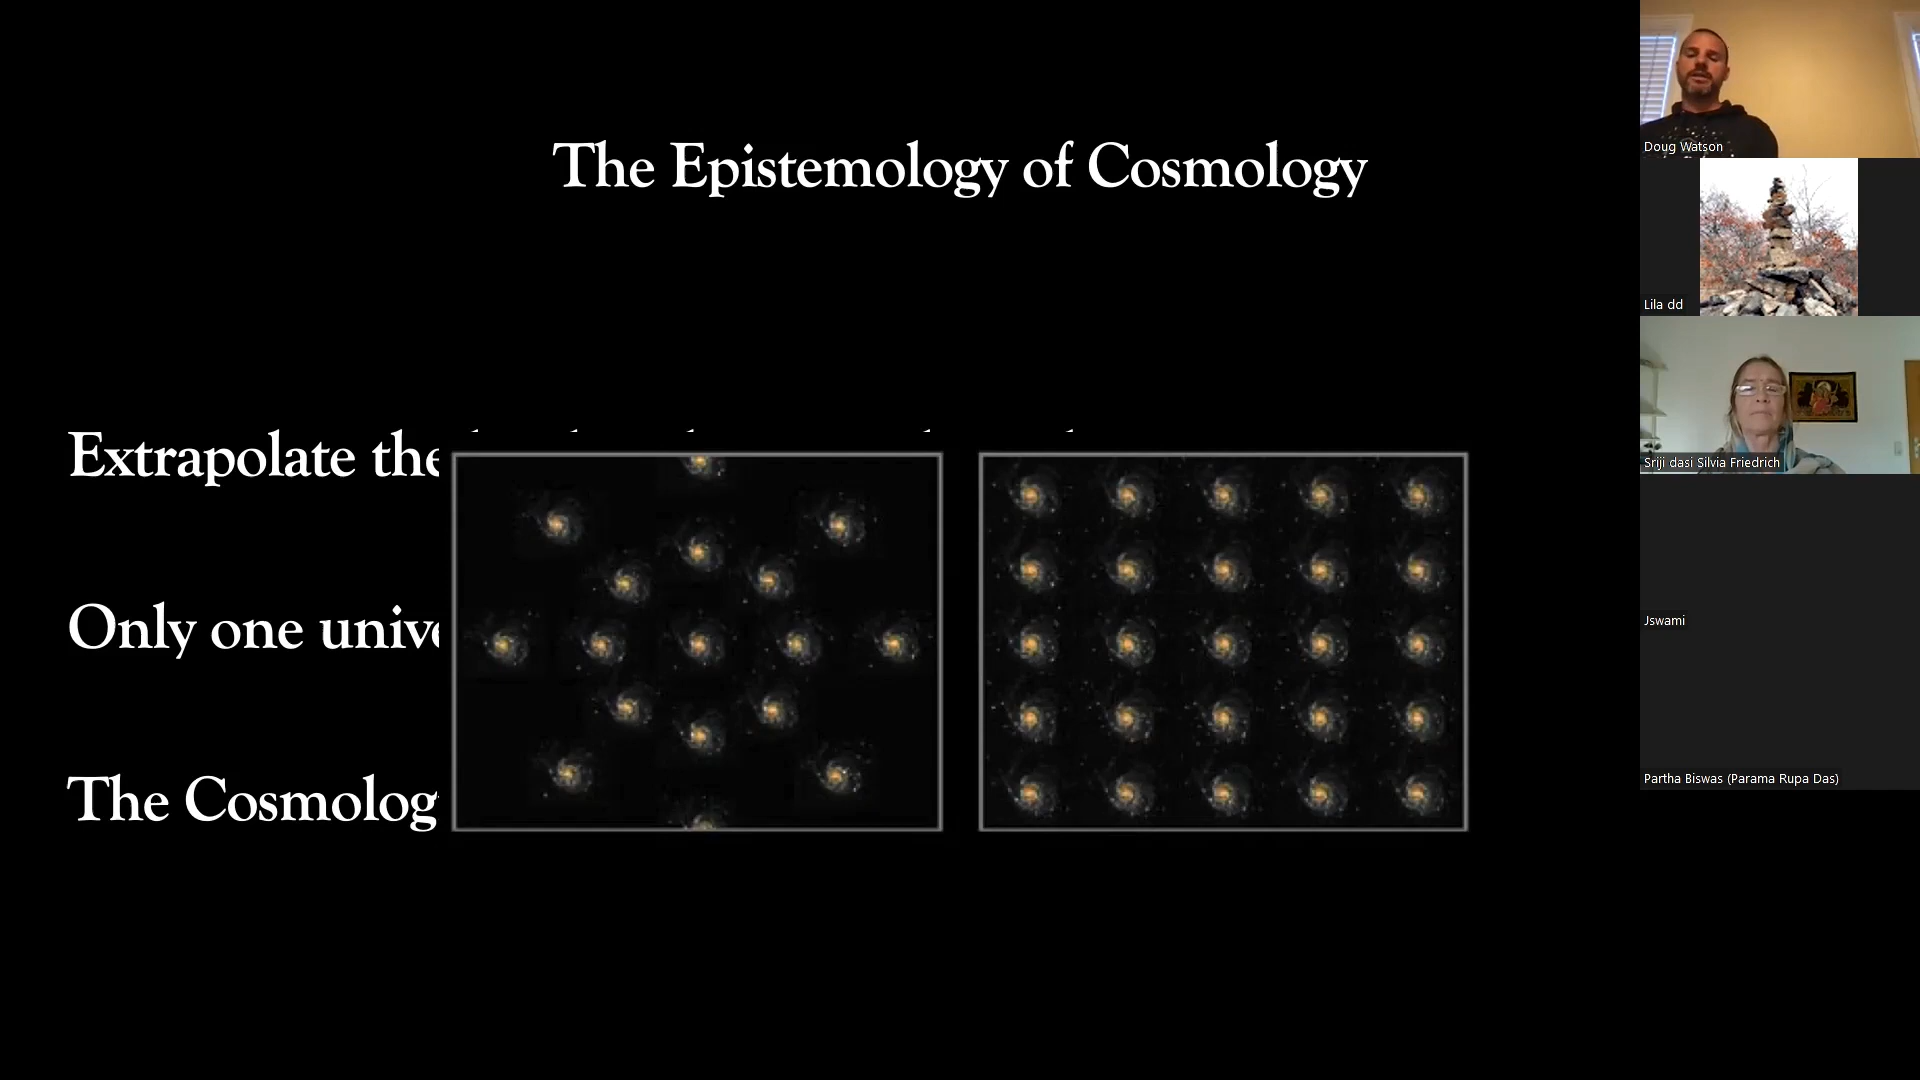 The Epistemology of Cosmology
Extrapolate the
Only one unive
The Cosmolog
Doug Watson
Lila dd
Sriji dasi Silvia Friedrich
Jswami
Partha Biswas (Parama Rupa Das)